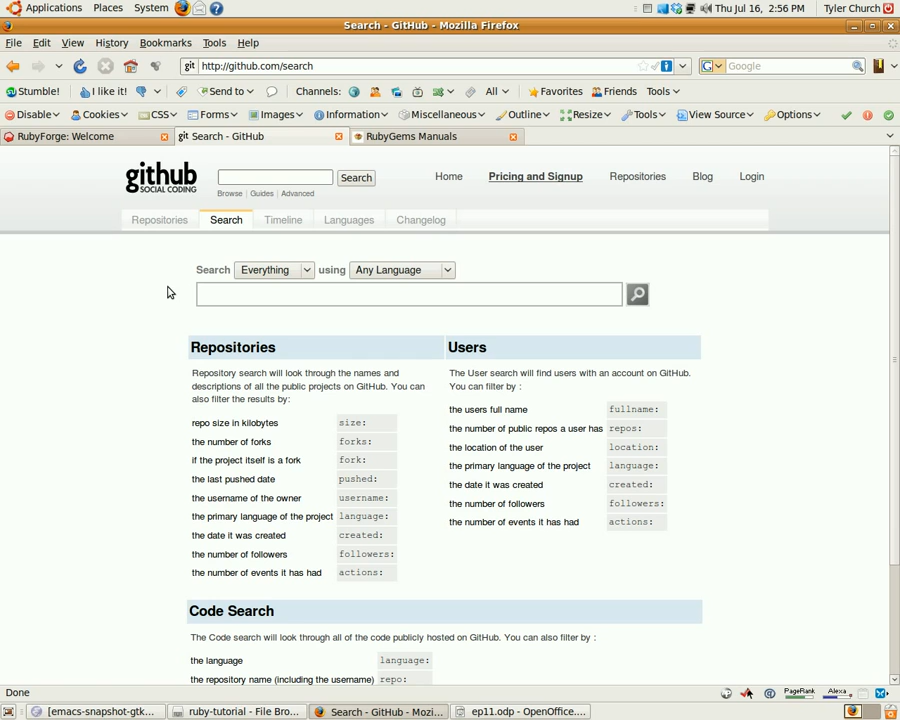 Applications Places System Thu Jul 16, 2:56 PM Tyler Church
Search - GitHub - Mozilla Firefox
File Edit View History Bookmarks Tools Help
git http://github.com/search Google
Stumble! I like it! Send to Channels: All Favorites Friends Tools
Disable Cookies CSS Forms Images Information Miscellaneous Outline Resize Tools View Source Options
RubyForge: Welcome git Search - GitHub RubyGems Manuals
github
SOCIAL CODING
Search
Browse | Guides | Advanced
Home Pricing and Signup Repositories Blog Login
Repositories Search Timeline Languages Changelog
Search Everything using Any Language
Repositories
Repository search will look through the names and
descriptions of all the public projects on GitHub. You can
also filter the results by:
repo size in kilobytes size:
the number of forks forks:
if the project itself is a fork fork:
the last pushed date pushed:
the username of the owner username:
the primary language of the project language:
the date it was created created:
the number of followers followers:
the number of events it has had actions:
Users
The User search will find users with an account on GitHub.
You can filter by :
the users full name fullname:
the number of public repos a user has repos:
the location of the user location:
the primary language of the project language:
the date it was created created:
the number of followers followers:
the number of events it has had actions:
Code Search
The Code search will look through all of the code publicly hosted on GitHub. You can also filter by :
the language language:
the repository name (including the username) repo:
Done PageRank Alexa
[emacs-snapshot-gtk... ruby-tutorial - File Bro... Search - GitHub - Mozi... ep11.odp - OpenOffice....